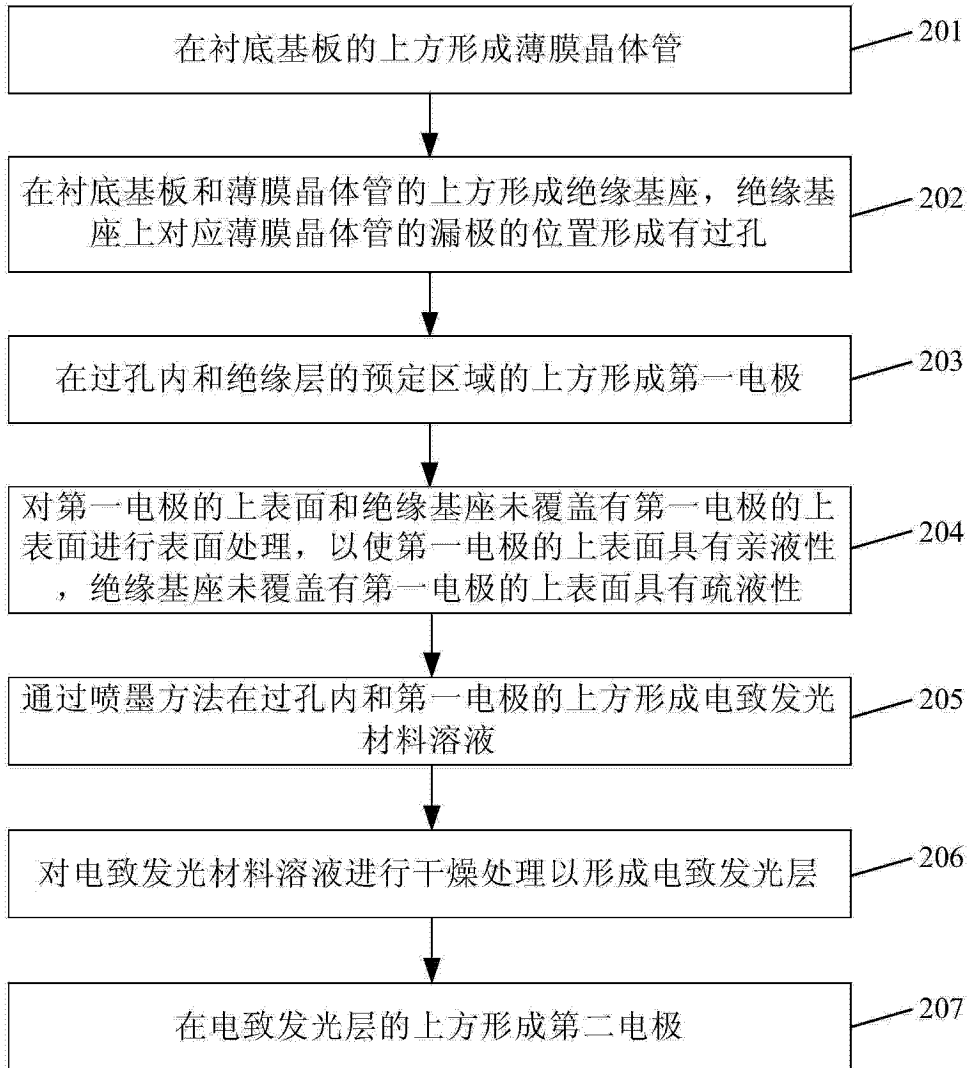 在衬底基板的上方形成薄膜晶体管
201
在衬底基板和薄膜晶体管的上方形成绝缘基座，绝缘基
座上对应薄膜晶体管的漏极的位置形成有过孔
202
在过孔内和绝缘层的预定区域的上方形成第一电极
203
对第一电极的上表面和绝缘基座未覆盖有第一电极的上
表面进行表面处理，以使第一电极的上表面具有亲液性
，绝缘基座未覆盖有第一电极的上表面具有疏液性
204
通过喷墨方法在过孔内和第一电极的上方形成电致发光
材料溶液
205
对电致发光材料溶液进行干燥处理以形成电致发光层
206
在电致发光层的上方形成第二电极
207